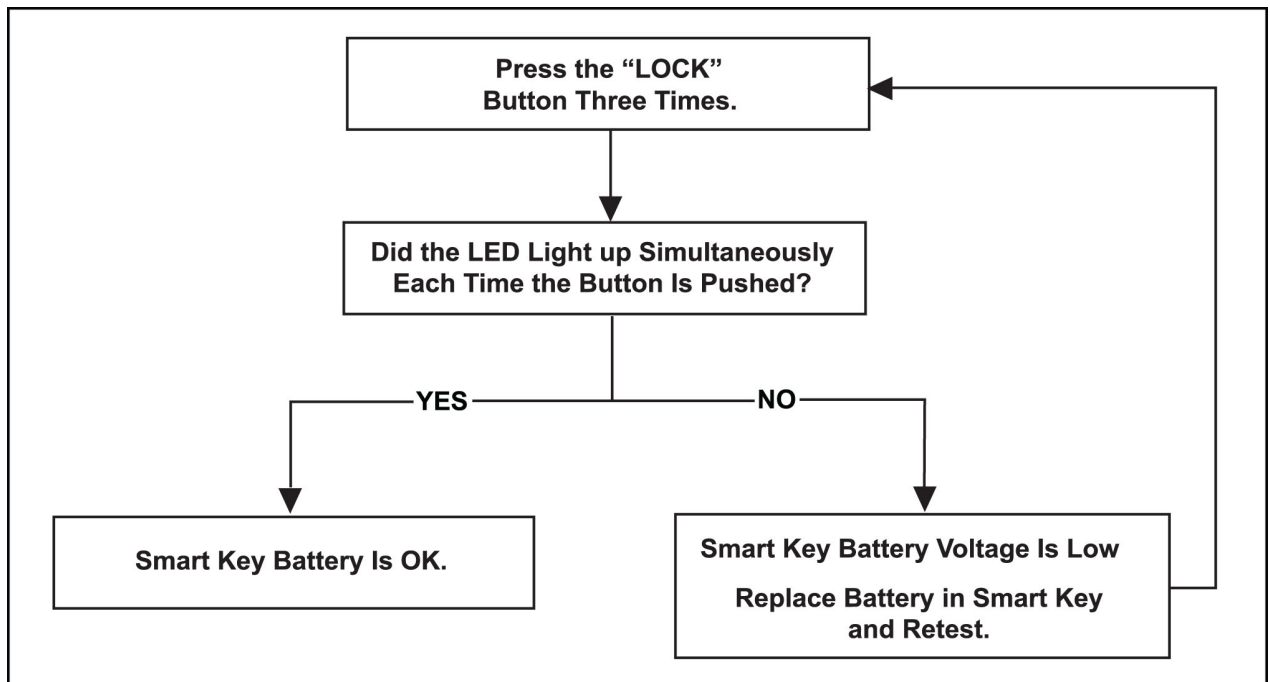 Press the “LOCK”
Button Three Times.
Did the LED Light up Simultaneously
Each Time the Button Is Pushed?
YES
NO
Smart Key Battery Is OK.
Smart Key Battery Voltage Is Low
Replace Battery in Smart Key
and Retest.